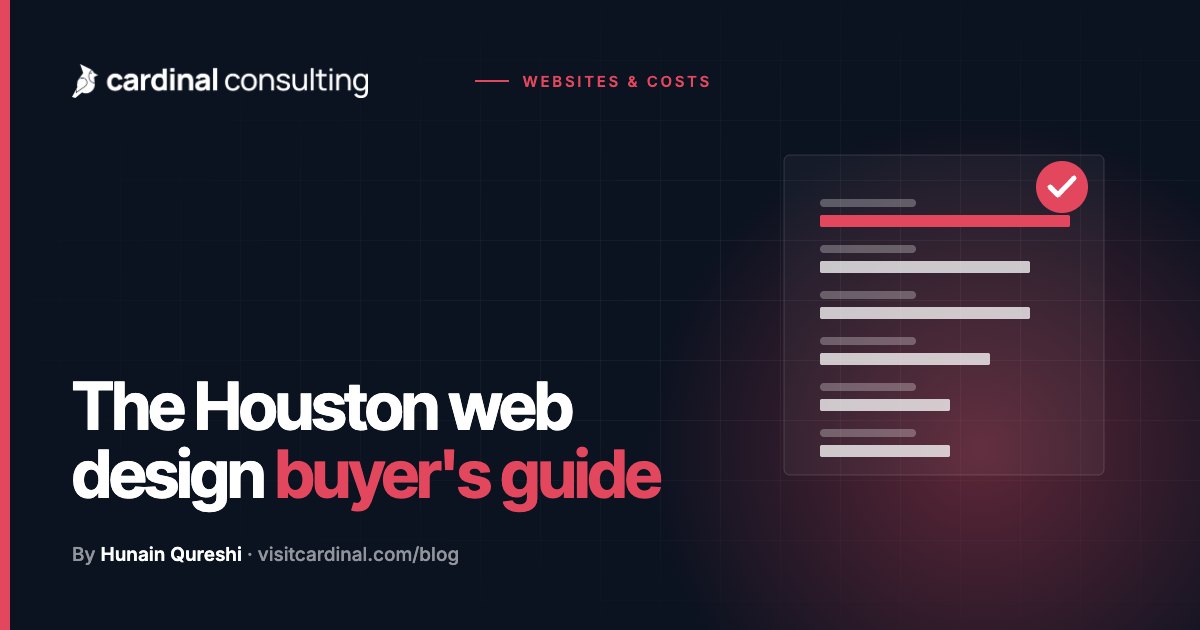 cardinal consulting
WEBSITES & COSTS
The Houston web
design buyer's guide
By Hunain Qureshi · visitcardinal.com/blog